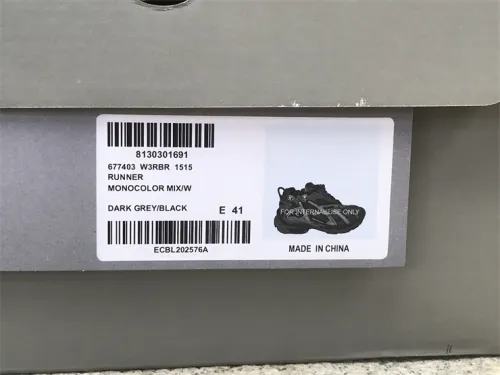 8130301691
677403 W3RBR 1515
RUNNER
MONOCOLOR MIX/W
DARK GREY/BLACK E 41
ECBL202576A
FOR INTERNAL USE ONLY
MADE IN CHINA